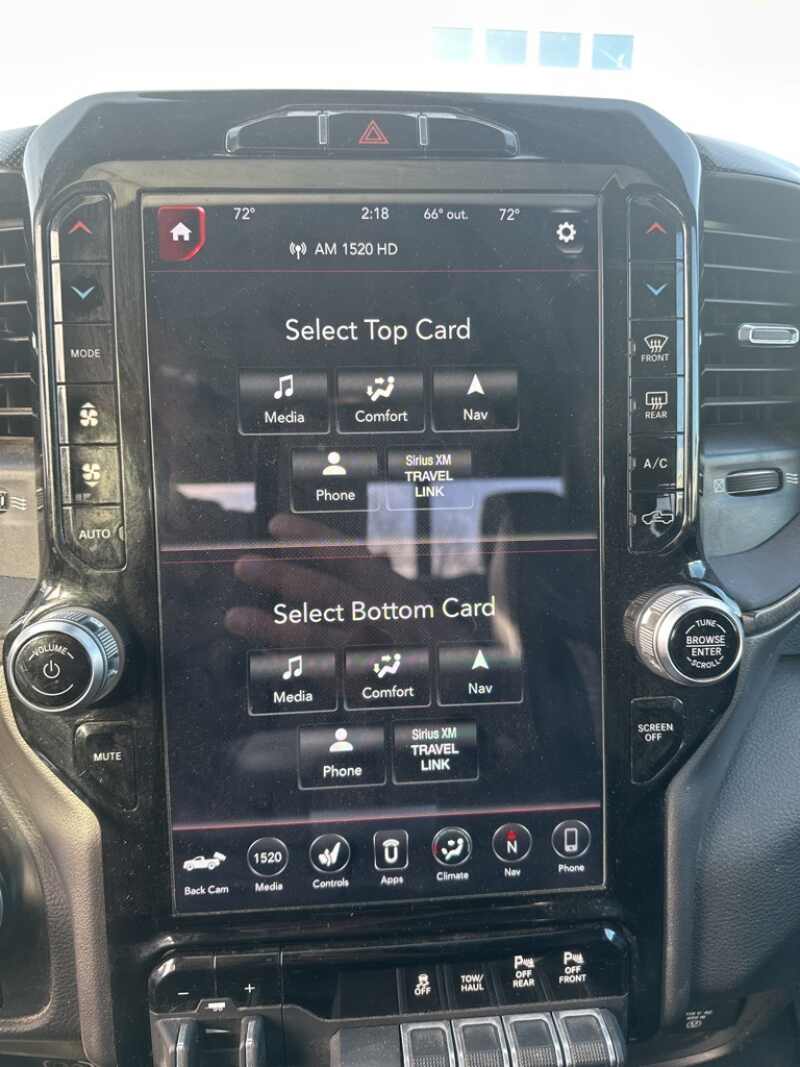 72° 2:18 66° out. 72°
AM 1520 HD
Select Top Card
Media Comfort Nav
Phone Sirius XM
TRAVEL
LINK
Select Bottom Card
Media Comfort Nav
Phone Sirius XM
TRAVEL
LINK
1520 N
Back Cam Media Controls Apps Climate Nav Phone
MODE
AUTO
VOLUME
MUTE
FRONT
REAR
A/C
TUNE
BROWSE
ENTER
SCROLL
SCREEN
OFF
- +
OFF
TOW/
HAUL
P
OFF
REAR
P
OFF
FRONT